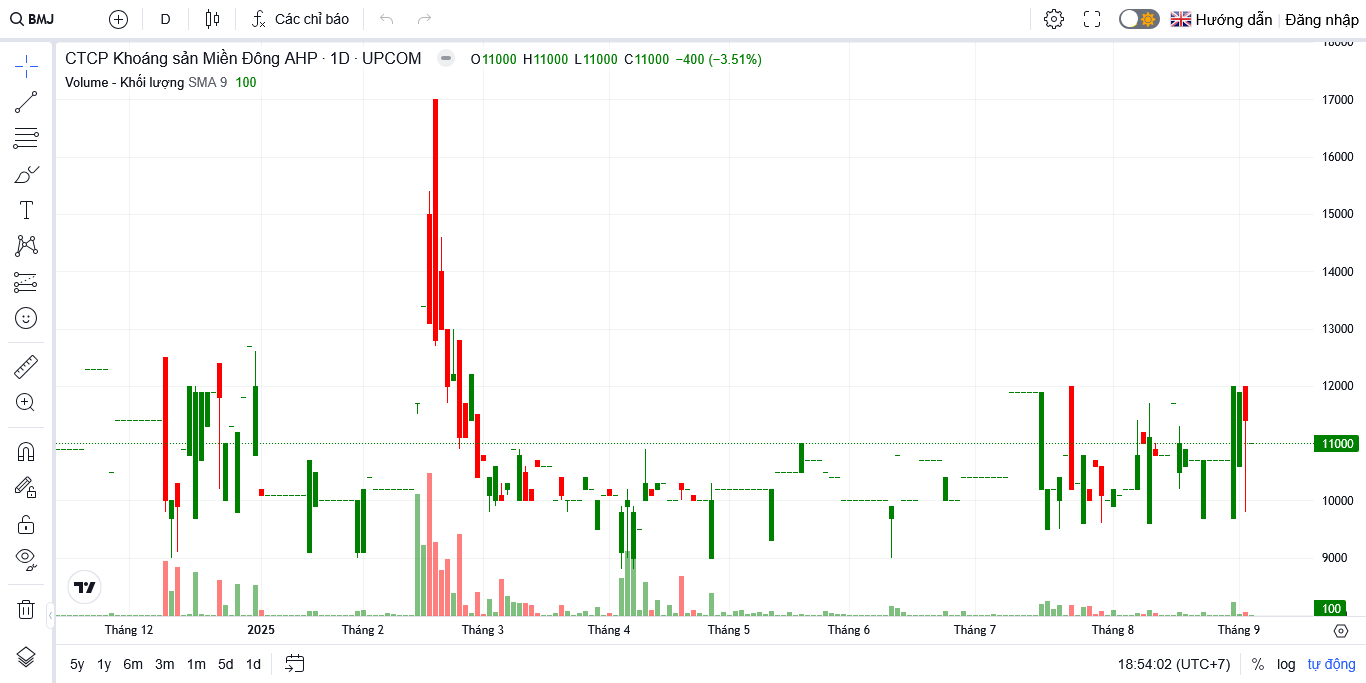 BMJ D Các chỉ báo Hướng dẫn Đăng nhập
CTCP Khoáng sản Miền Đông AHP · 1D · UPCOM O11000 H11000 L11000 C11000 −400 (−3.51%)
Volume - Khối lượng SMA 9 100
18000
17000
16000
15000
14000
13000
12000
11000
10000
9000
100
Tháng 12 2025 Tháng 2 Tháng 3 Tháng 4 Tháng 5 Tháng 6 Tháng 7 Tháng 8 Tháng 9
5y 1y 6m 3m 1m 5d 1d 18:54:02 (UTC+7) % log tự động